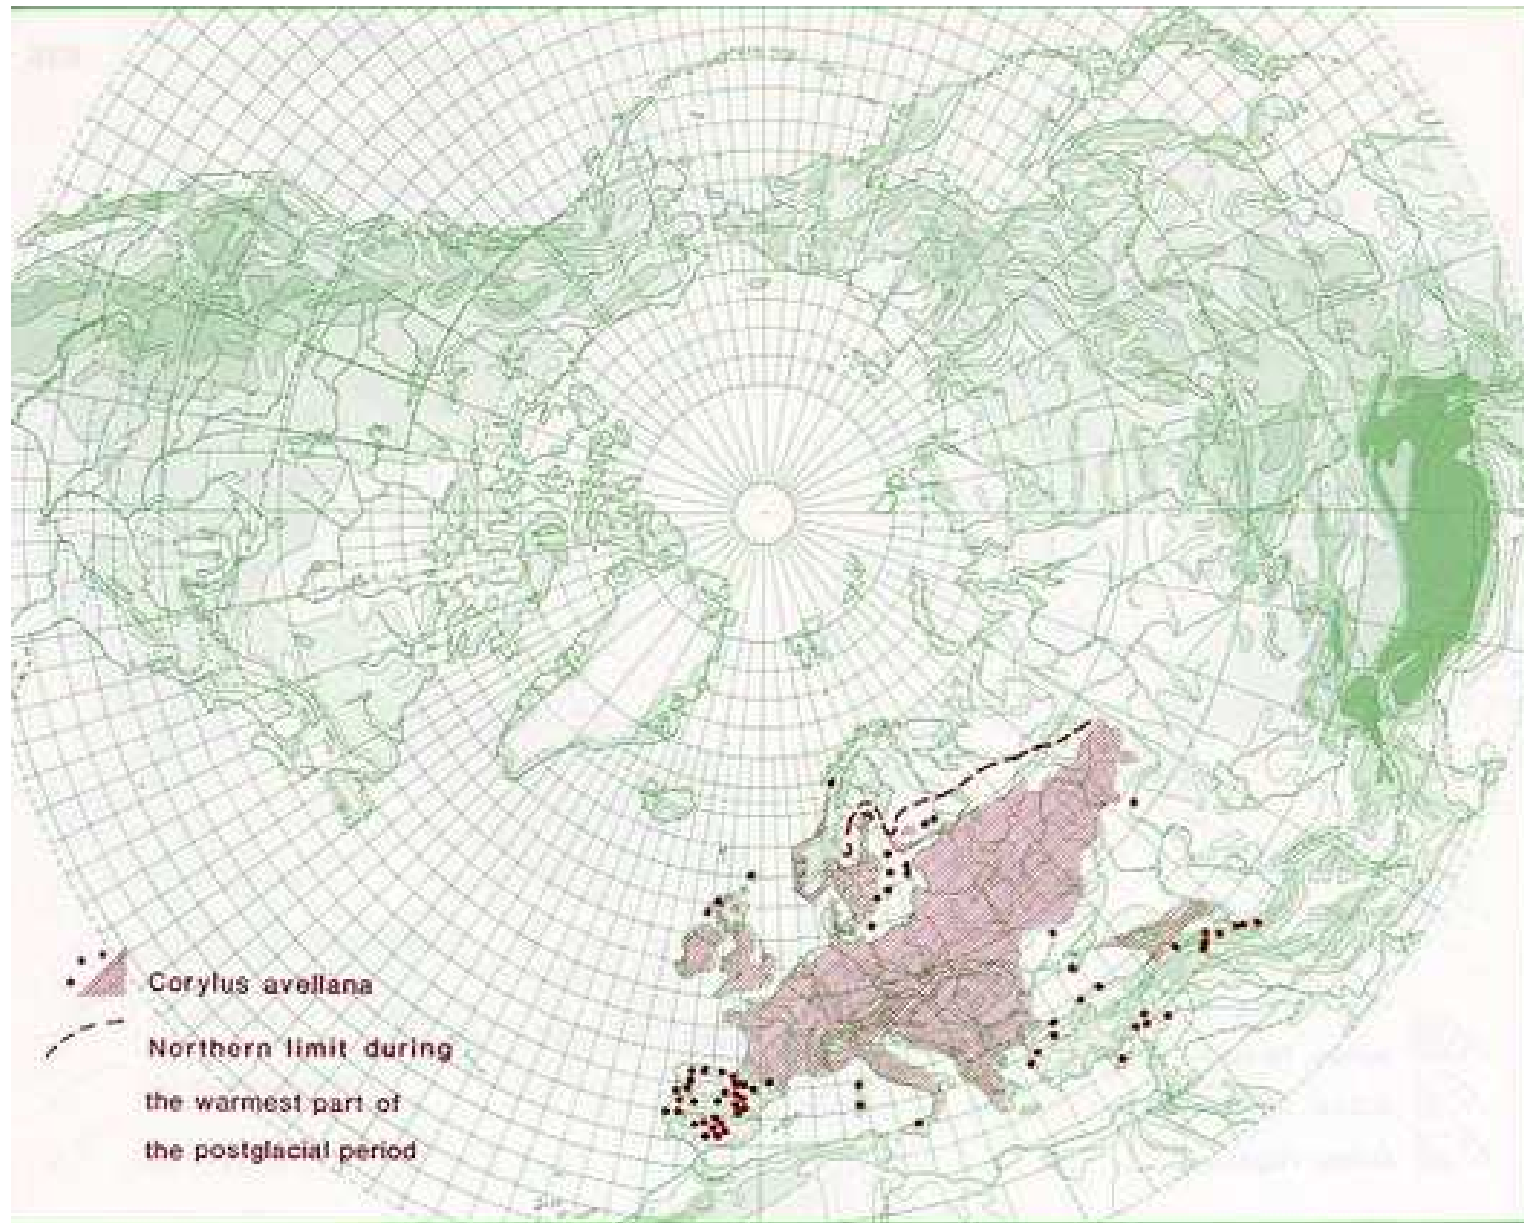 Corylus avellana
Northern limit during
the warmest part of
the postglacial period